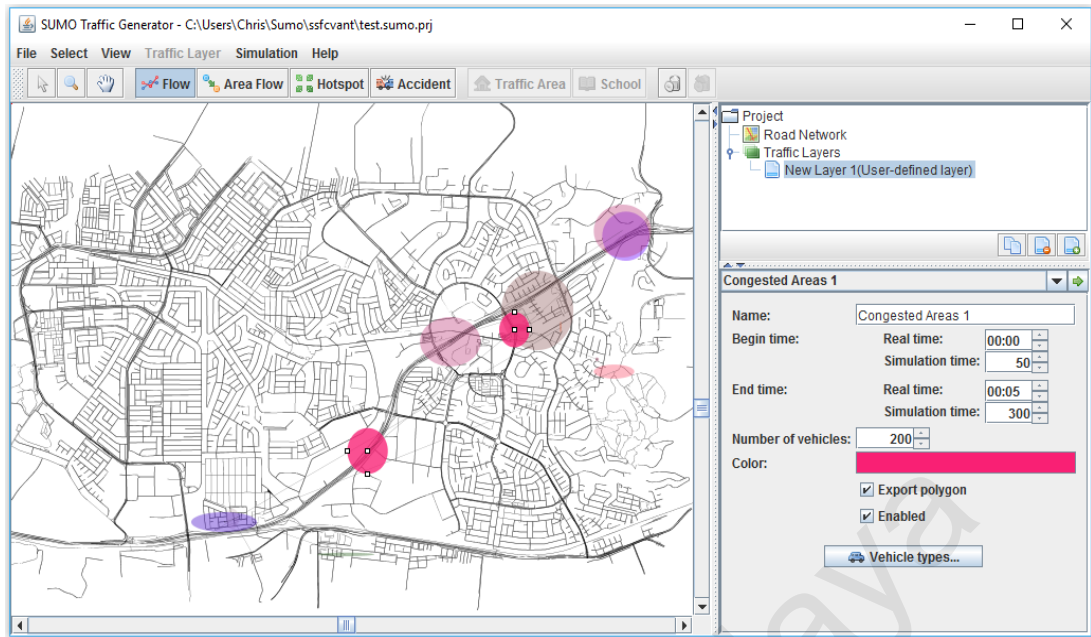 SUMO Traffic Generator - C:\Users\Chris\Sumo\ssfcvant\test.sumo.prj
File Select View Traffic Layer Simulation Help
Flow Area Flow Hotspot Accident Traffic Area School
Project
Road Network
Traffic Layers
New Layer 1(User-defined layer)
Congested Areas 1
Name: Congested Areas 1
Begin time: Real time: 00:00
Simulation time: 50
End time: Real time: 00:05
Simulation time: 300
Number of vehicles: 200
Color:
Export polygon
Enabled
Vehicle types...